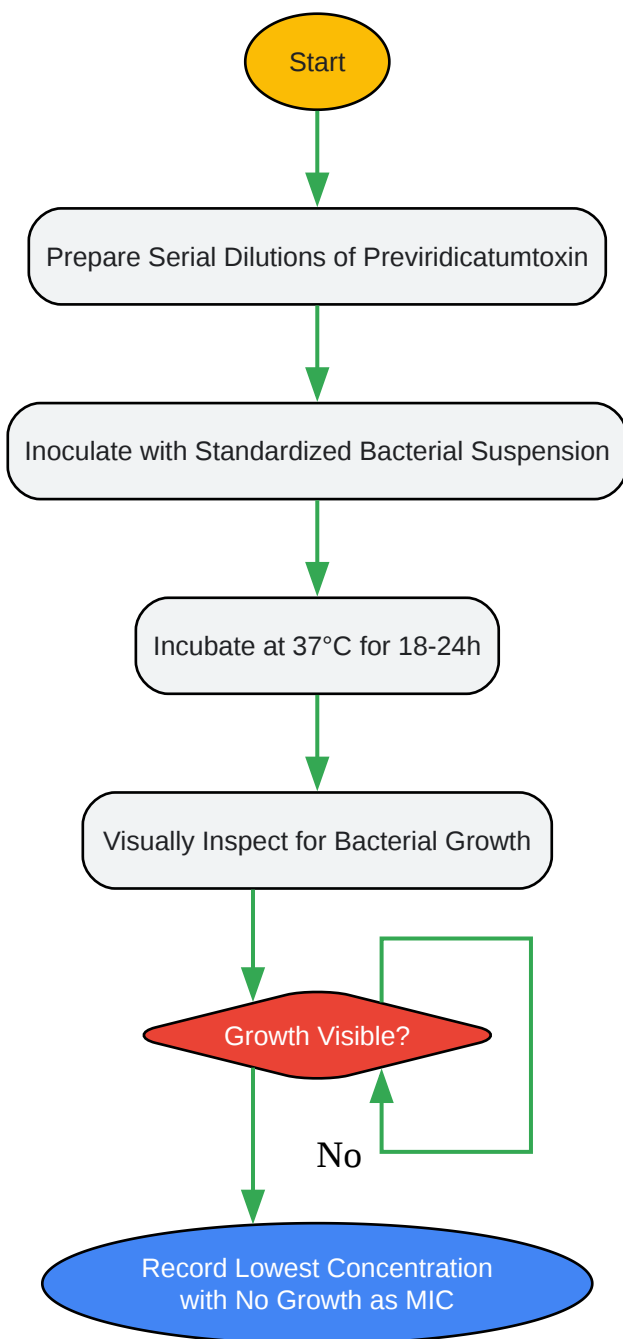 Start
Prepare Serial Dilutions of Previridicatumtoxin
Inoculate with Standardized Bacterial Suspension
Incubate at 37°C for 18-24h
Visually Inspect for Bacterial Growth
Growth Visible?
No
Record Lowest Concentration
with No Growth as MIC